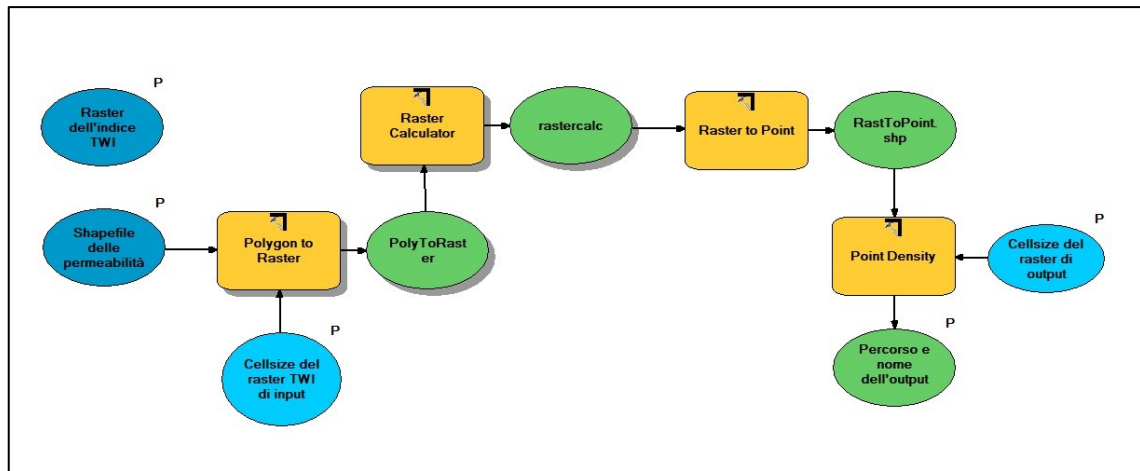 P
Raster
dell'indice
TWI
P
Shapefile
delle
permeabilità
Polygon to
Raster
P
Cellsize del
raster TWI
di input
PolyToRast
er
Raster
Calculator
rastercalc
Raster to Point
RastToPoint.
shp
Point Density
P
Cellsize del
raster di
output
P
Percorso e
nome
dell'output